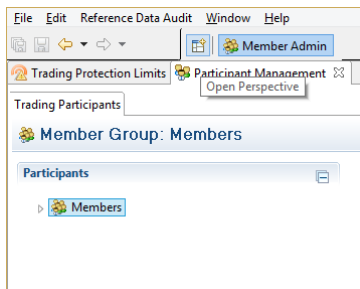 File Edit Reference Data Audit Window Help
Member Admin
Trading Protection Limits Participant Management
Open Perspective
Trading Participants
Member Group: Members
Participants
Members